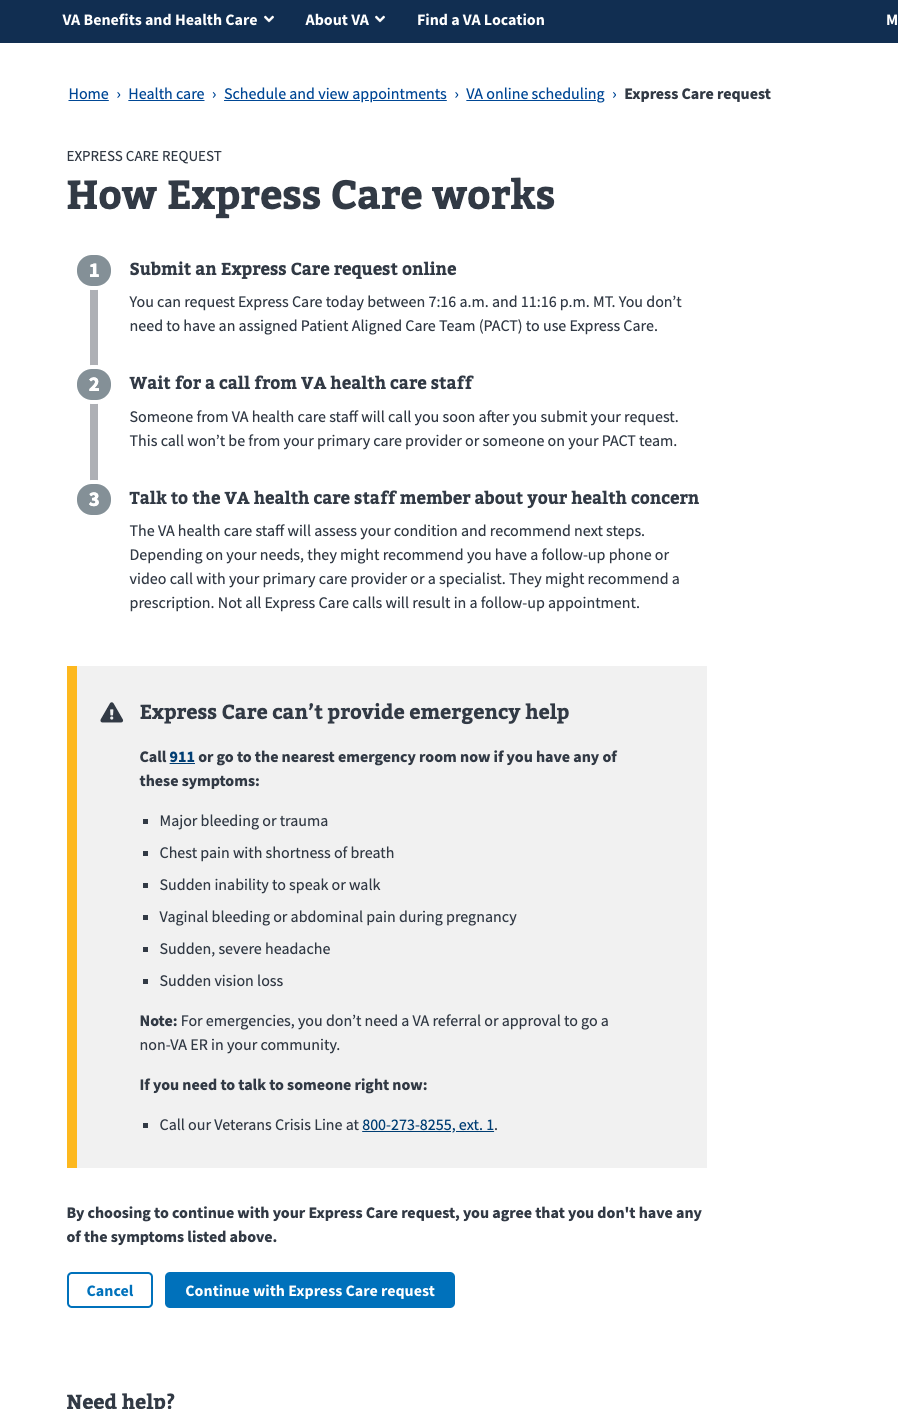 VA Benefits and Health Care About VA Find a VA Location M
Home › Health care › Schedule and view appointments › VA online scheduling › Express Care request
EXPRESS CARE REQUEST
How Express Care works
1 Submit an Express Care request online
You can request Express Care today between 7:16 a.m. and 11:16 p.m. MT. You don’t
need to have an assigned Patient Aligned Care Team (PACT) to use Express Care.
2 Wait for a call from VA health care staff
Someone from VA health care staff will call you soon after you submit your request.
This call won’t be from your primary care provider or someone on your PACT team.
3 Talk to the VA health care staff member about your health concern
The VA health care staff will assess your condition and recommend next steps.
Depending on your needs, they might recommend you have a follow-up phone or
video call with your primary care provider or a specialist. They might recommend a
prescription. Not all Express Care calls will result in a follow-up appointment.
Express Care can’t provide emergency help
Call 911 or go to the nearest emergency room now if you have any of
these symptoms:
▪ Major bleeding or trauma
▪ Chest pain with shortness of breath
▪ Sudden inability to speak or walk
▪ Vaginal bleeding or abdominal pain during pregnancy
▪ Sudden, severe headache
▪ Sudden vision loss
Note: For emergencies, you don’t need a VA referral or approval to go a
non-VA ER in your community.
If you need to talk to someone right now:
▪ Call our Veterans Crisis Line at 800-273-8255, ext. 1.
By choosing to continue with your Express Care request, you agree that you don't have any
of the symptoms listed above.
Cancel Continue with Express Care request
Need help?